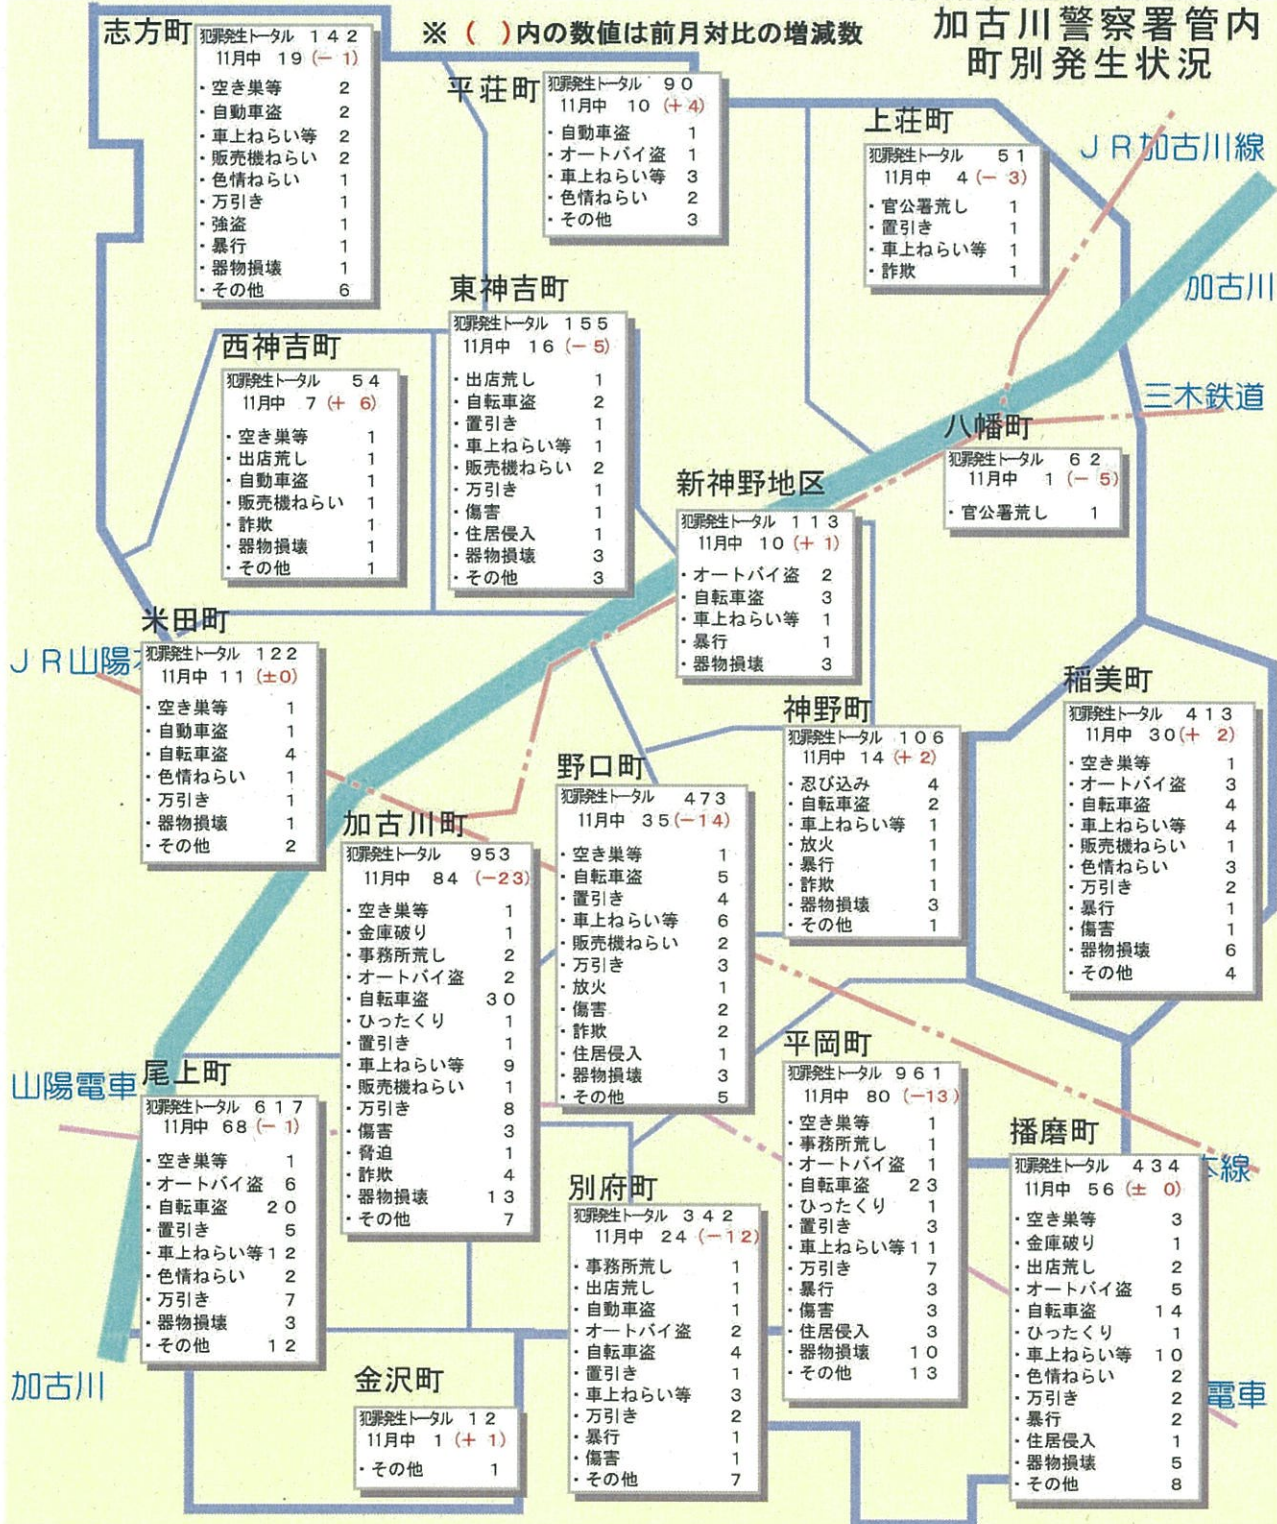 加古川警察署管内
町別発生状況
※ ( )内の数値は前月対比の増減数
志方町
犯罪発生トータル 142
11月中 19 (- 1)
・空き巣等 2
・自動車盗 2
・車上ねらい等 2
・販売機ねらい 2
・色情ねらい 1
・万引き 1
・強盗 1
・暴行 1
・器物損壊 1
・その他 6
平荘町
犯罪発生トータル 90
11月中 10 (+4)
・自動車盗 1
・オートバイ盗 1
・車上ねらい等 3
・色情ねらい 2
・その他 3
上荘町
犯罪発生トータル 51
11月中 4 (- 3)
・官公署荒し 1
・置引き 1
・車上ねらい等 1
・詐欺 1
JR加古川線
加古川
三木鉄道
東神吉町
犯罪発生トータル 155
11月中 16 (- 5)
・出店荒し 1
・自転車盗 2
・置引き 1
・車上ねらい等 1
・販売機ねらい 2
・万引き 1
・傷害 1
・住居侵入 1
・器物損壊 3
・その他 3
西神吉町
犯罪発生トータル 54
11月中 7 (+ 6)
・空き巣等 1
・出店荒し 1
・自動車盗 1
・販売機ねらい 1
・詐欺 1
・器物損壊 1
・その他 1
八幡町
犯罪発生トータル 62
11月中 1 (- 5)
・官公署荒し 1
新神野地区
犯罪発生トータル 113
11月中 10 (+ 1)
・オートバイ盗 2
・自転車盗 3
・車上ねらい等 1
・暴行 1
・器物損壊 3
JR山陽
米田町
犯罪発生トータル 122
11月中 11 (±0)
・空き巣等 1
・自動車盗 1
・自転車盗 4
・色情ねらい 1
・万引き 1
・器物損壊 1
・その他 2
稲美町
犯罪発生トータル 413
11月中 30(+ 2)
・空き巣等 1
・オートバイ盗 3
・自転車盗 4
・車上ねらい等 4
・販売機ねらい 1
・色情ねらい 3
・万引き 2
・暴行 1
・傷害 1
・器物損壊 6
・その他 4
神野町
犯罪発生トータル 106
11月中 14 (+ 2)
・忍び込み 4
・自転車盗 2
・車上ねらい等 1
・放火 1
・暴行 1
・詐欺 1
・器物損壊 3
・その他 1
野口町
犯罪発生トータル 473
11月中 35(-14)
・空き巣等 1
・自転車盗 5
・置引き 4
・車上ねらい等 6
・販売機ねらい 2
・万引き 3
・放火 1
・傷害 2
・詐欺 2
・住居侵入 1
・器物損壊 3
・その他 5
加古川町
犯罪発生トータル 953
11月中 84 (-23)
・空き巣等 1
・金庫破り 1
・事務所荒し 2
・オートバイ盗 2
・自転車盗 30
・ひったくり 1
・置引き 1
・車上ねらい等 9
・販売機ねらい 1
・万引き 8
・傷害 3
・脅迫 1
・詐欺 4
・器物損壊 13
・その他 7
山陽電車
尾上町
犯罪発生トータル 617
11月中 68 (- 1)
・空き巣等 1
・オートバイ盗 6
・自転車盗 20
・置引き 5
・車上ねらい等 12
・色情ねらい 2
・万引き 7
・器物損壊 3
・その他 12
平岡町
犯罪発生トータル 961
11月中 80 (-13)
・空き巣等 1
・事務所荒し 1
・オートバイ盗 1
・自転車盗 23
・ひったくり 1
・置引き 3
・車上ねらい等 11
・万引き 7
・暴行 3
・傷害 3
・住居侵入 3
・器物損壊 10
・その他 13
播磨町
犯罪発生トータル 434
11月中 56 (± 0)
・空き巣等 3
・金庫破り 1
・出店荒し 2
・オートバイ盗 5
・自転車盗 14
・ひったくり 1
・車上ねらい等 10
・色情ねらい 2
・万引き 2
・暴行 2
・住居侵入 1
・器物損壊 5
・その他 8
本線
別府町
犯罪発生トータル 342
11月中 24 (-12)
・事務所荒し 1
・出店荒し 1
・自動車盗 1
・オートバイ盗 2
・自転車盗 4
・置引き 1
・車上ねらい等 3
・万引き 2
・暴行 1
・傷害 1
・その他 7
金沢町
犯罪発生トータル 12
11月中 1 (+ 1)
・その他 1
加古川
電車